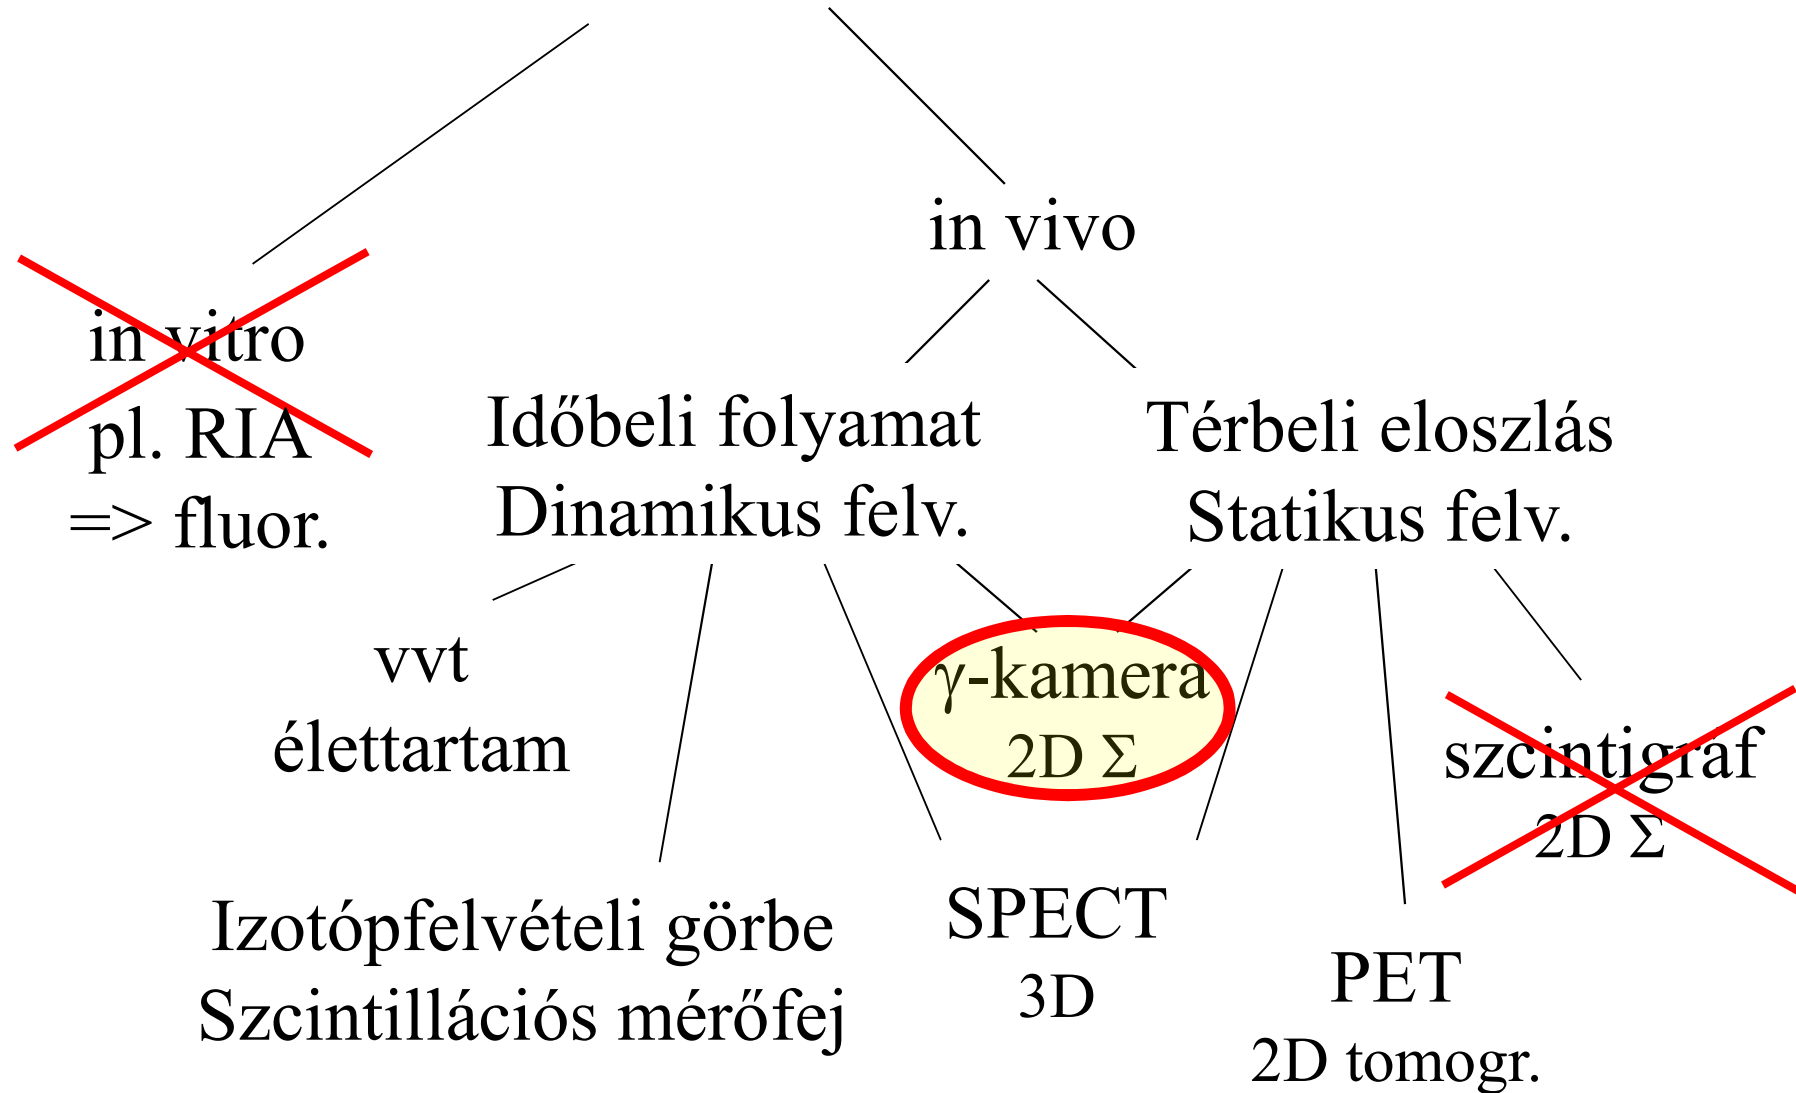 in vivo
in vitro
pl. RIA
=> fluor.
Időbeli folyamat
Dinamikus felv.
Térbeli eloszlás
Statikus felv.
vvt
élettartam
γ-kamera
2D Σ
szcintigráf
2D Σ
Izotópfelvételi görbe
Szcintillációs mérőfej
SPECT
3D
PET
2D tomogr.